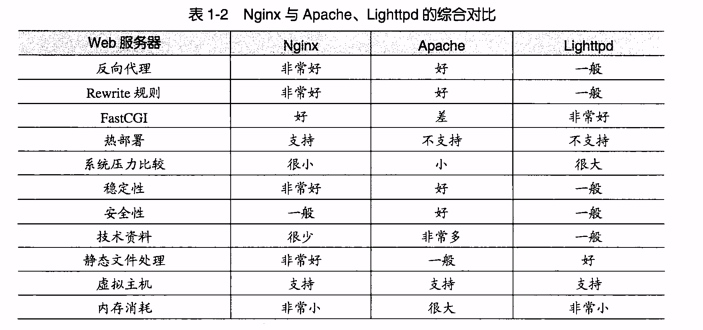 表 1-2 Nginx 与 Apache、Lighttpd 的综合对比
Web 服务器 Nginx Apache Lighttpd
反向代理 非常好 好 一般
Rewrite 规则 非常好 好 一般
FastCGI 好 差 非常好
热部署 支持 不支持 不支持
系统压力比较 很小 小 很大
稳定性 非常好 好 一般
安全性 一般 好 一般
技术资料 很少 非常多 一般
静态文件处理 非常好 一般 好
虚拟主机 支持 支持 支持
内存消耗 非常小 很大 非常小